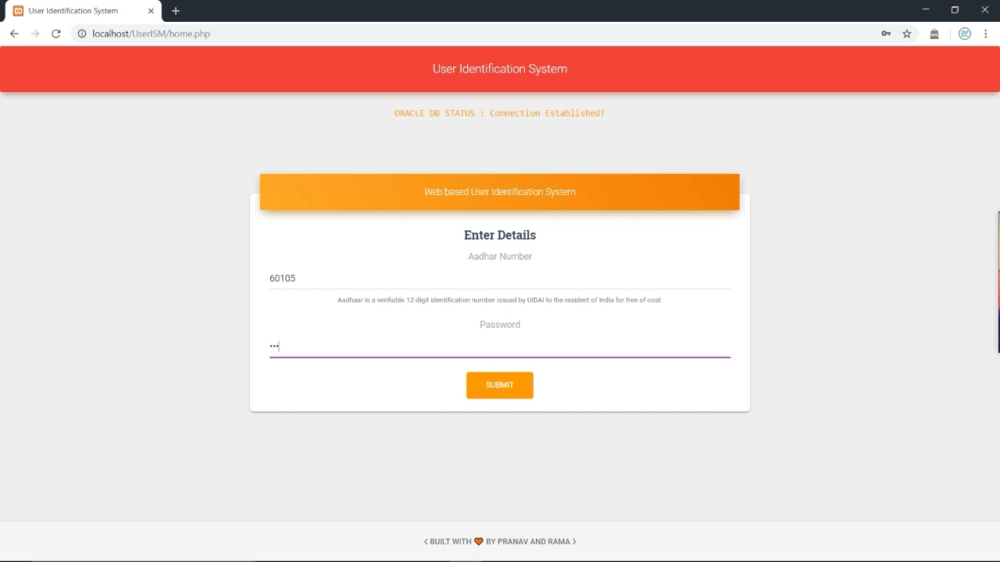 User Identification System
localhost/UserISM/home.php
User Identification System
ORACLE DB STATUS : Connection Established!
Web based User Identification System
Enter Details
Aadhar Number
60105
Aadhaar is a verifiable 12-digit identification number issued by UIDAI to the resident of India for free of cost.
Password
•••
SUBMIT
< BUILT WITH 🧡 BY PRANAV AND RAMA >